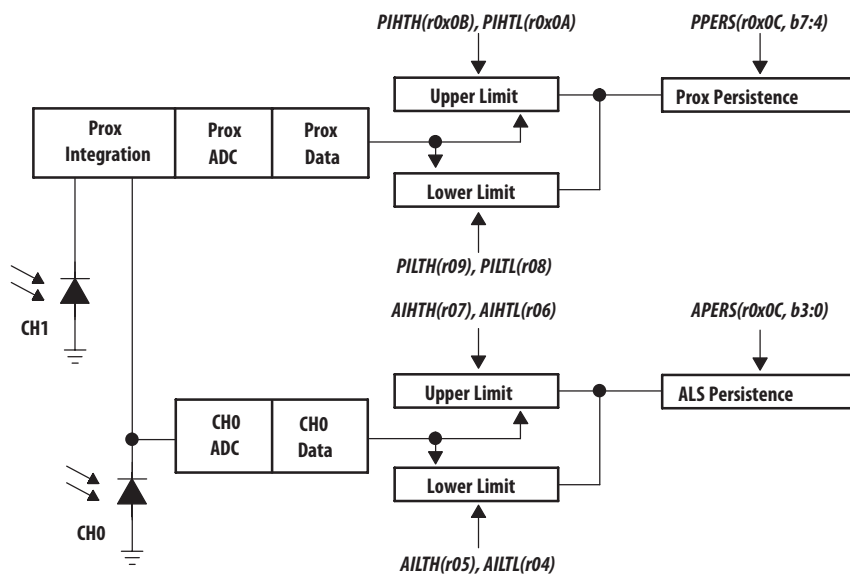 PIHTH(r0x0B), PIHTL(r0x0A)
PPERS(r0x0C, b7:4)
Upper Limit
Prox Persistence
Prox
Integration
Prox
ADC
Prox
Data
Lower Limit
PILTH(r09), PILTL(r08)
CH1
AIHTH(r07), AIHTL(r06)
APERS(r0x0C, b3:0)
Upper Limit
ALS Persistence
CH0
ADC
CH0
Data
Lower Limit
CH0
AILTH(r05), AILTL(r04)